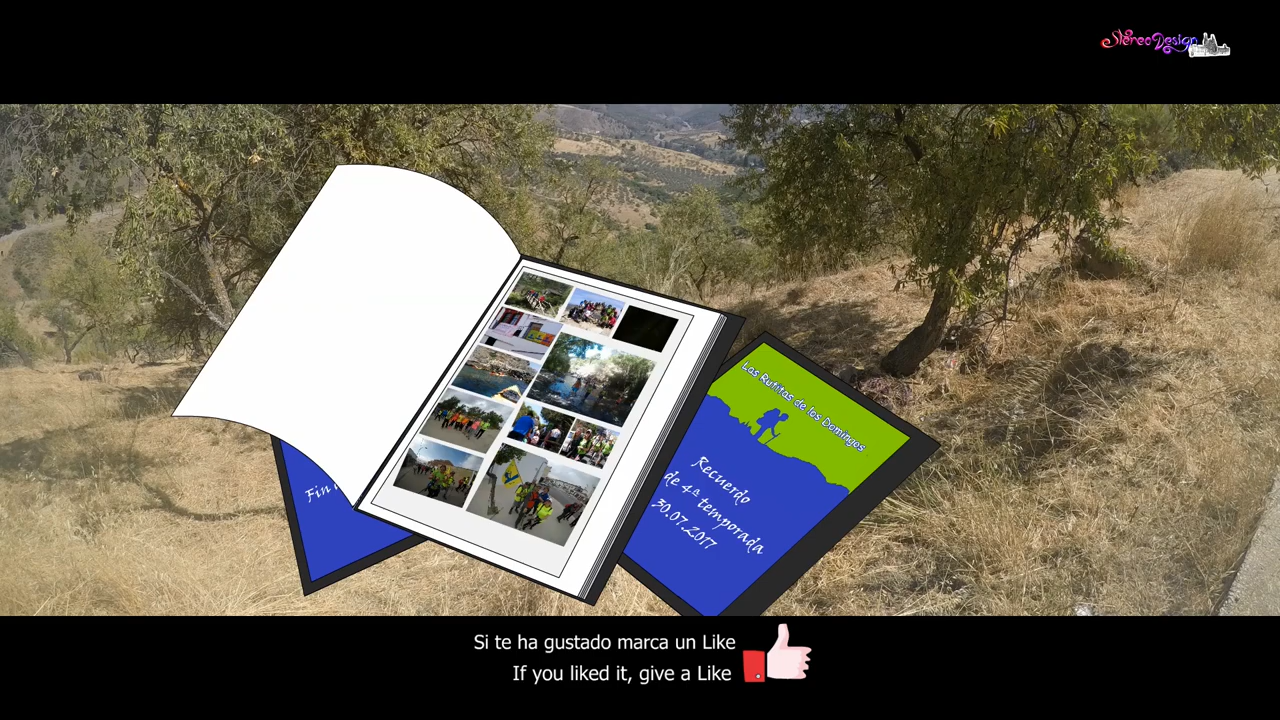 StereoDesign
Las Rutitas de los Domingos
Recuerdo
de 4ª temporada
30.07.2017
Fin
Si te ha gustado marca un Like
If you liked it, give a Like